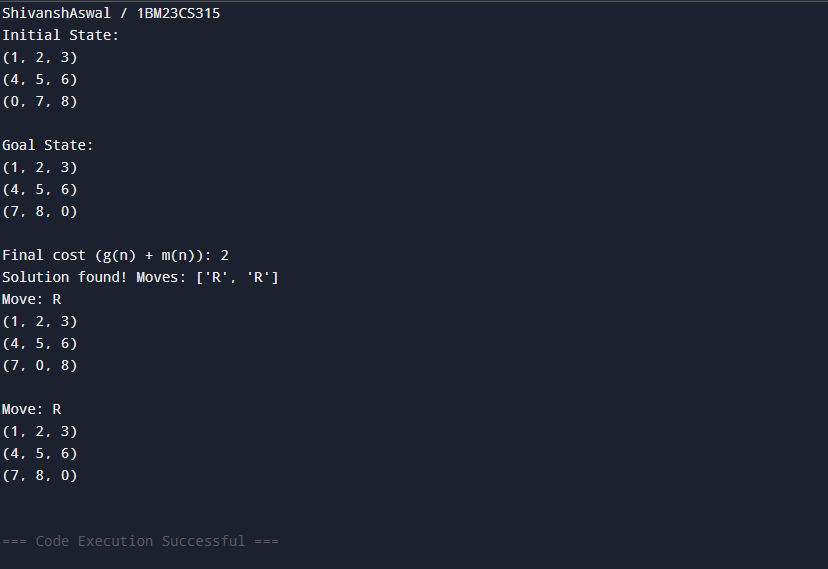 ShivanshAswal / 1BM23CS315
Initial State:
(1, 2, 3)
(4, 5, 6)
(0, 7, 8)
Goal State:
(1, 2, 3)
(4, 5, 6)
(7, 8, 0)
Final cost (g(n) + m(n)): 2
Solution found! Moves: ['R', 'R']
Move: R
(1, 2, 3)
(4, 5, 6)
(7, 0, 8)
Move: R
(1, 2, 3)
(4, 5, 6)
(7, 8, 0)
=== Code Execution Successful ===